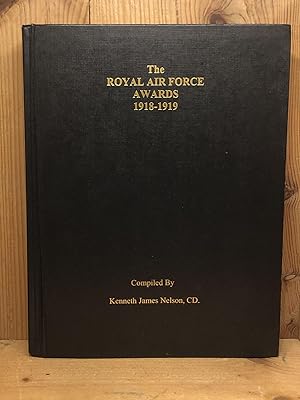 The
ROYAL AIR FORCE
AWARDS
1918-1919
Compiled By
Kenneth James Nelson, CD.